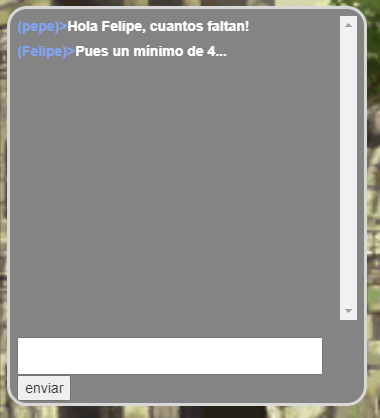 (pepe)>Hola Felipe, cuantos faltan!
(Felipe)>Pues un mínimo de 4...
enviar